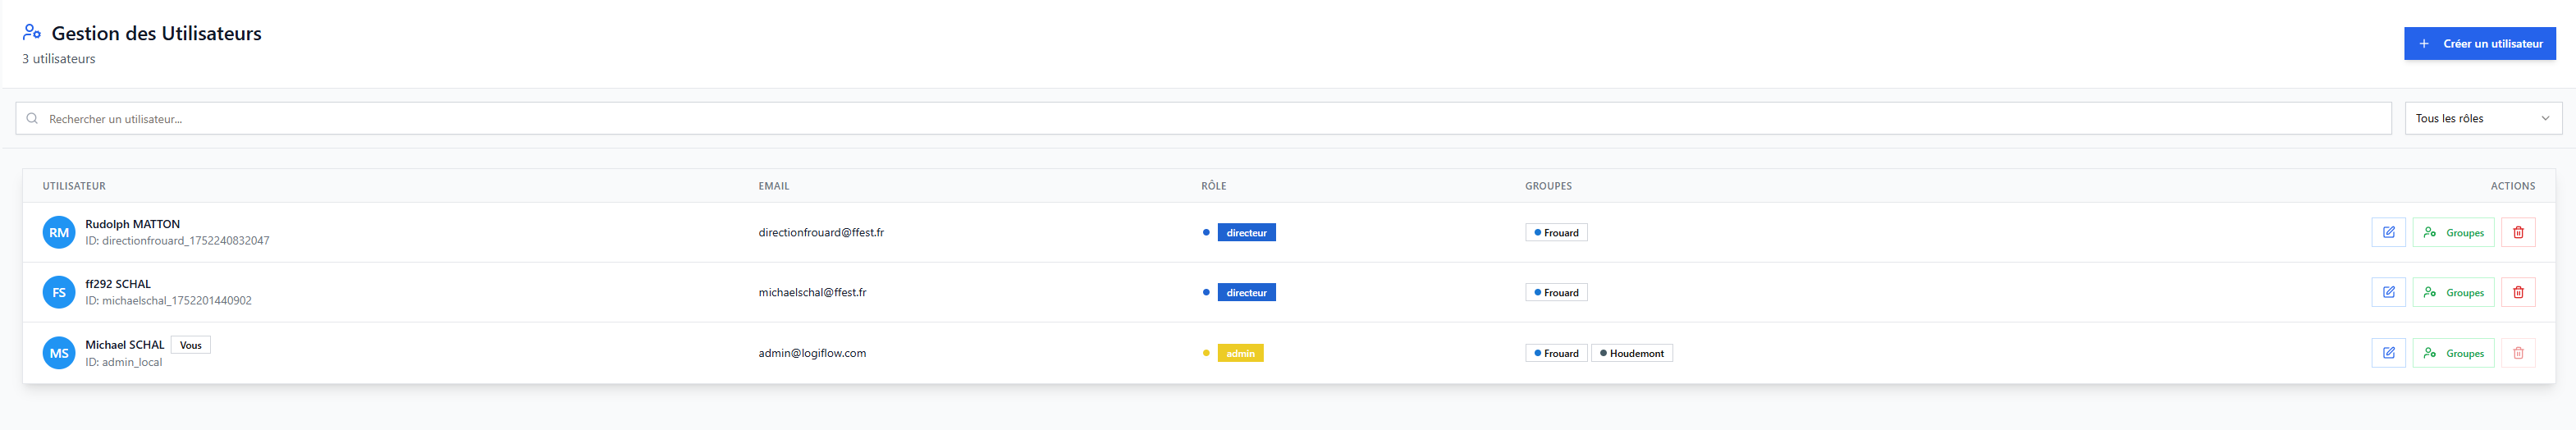 Gestion des Utilisateurs
3 utilisateurs
+ Créer un utilisateur
Rechercher un utilisateur...
Tous les rôles
UTILISATEUR EMAIL RÔLE GROUPES ACTIONS
RM Rudolph MATTON
ID: directionfrouard_1752240832047
directionfrouard@ffest.fr directeur Frouard Groupes
FS ff292 SCHAL
ID: michaelschal_1752201440902
michaelschal@ffest.fr directeur Frouard Groupes
MS Michael SCHAL Vous
ID: admin_local
admin@logiflow.com admin Frouard Houdemont Groupes